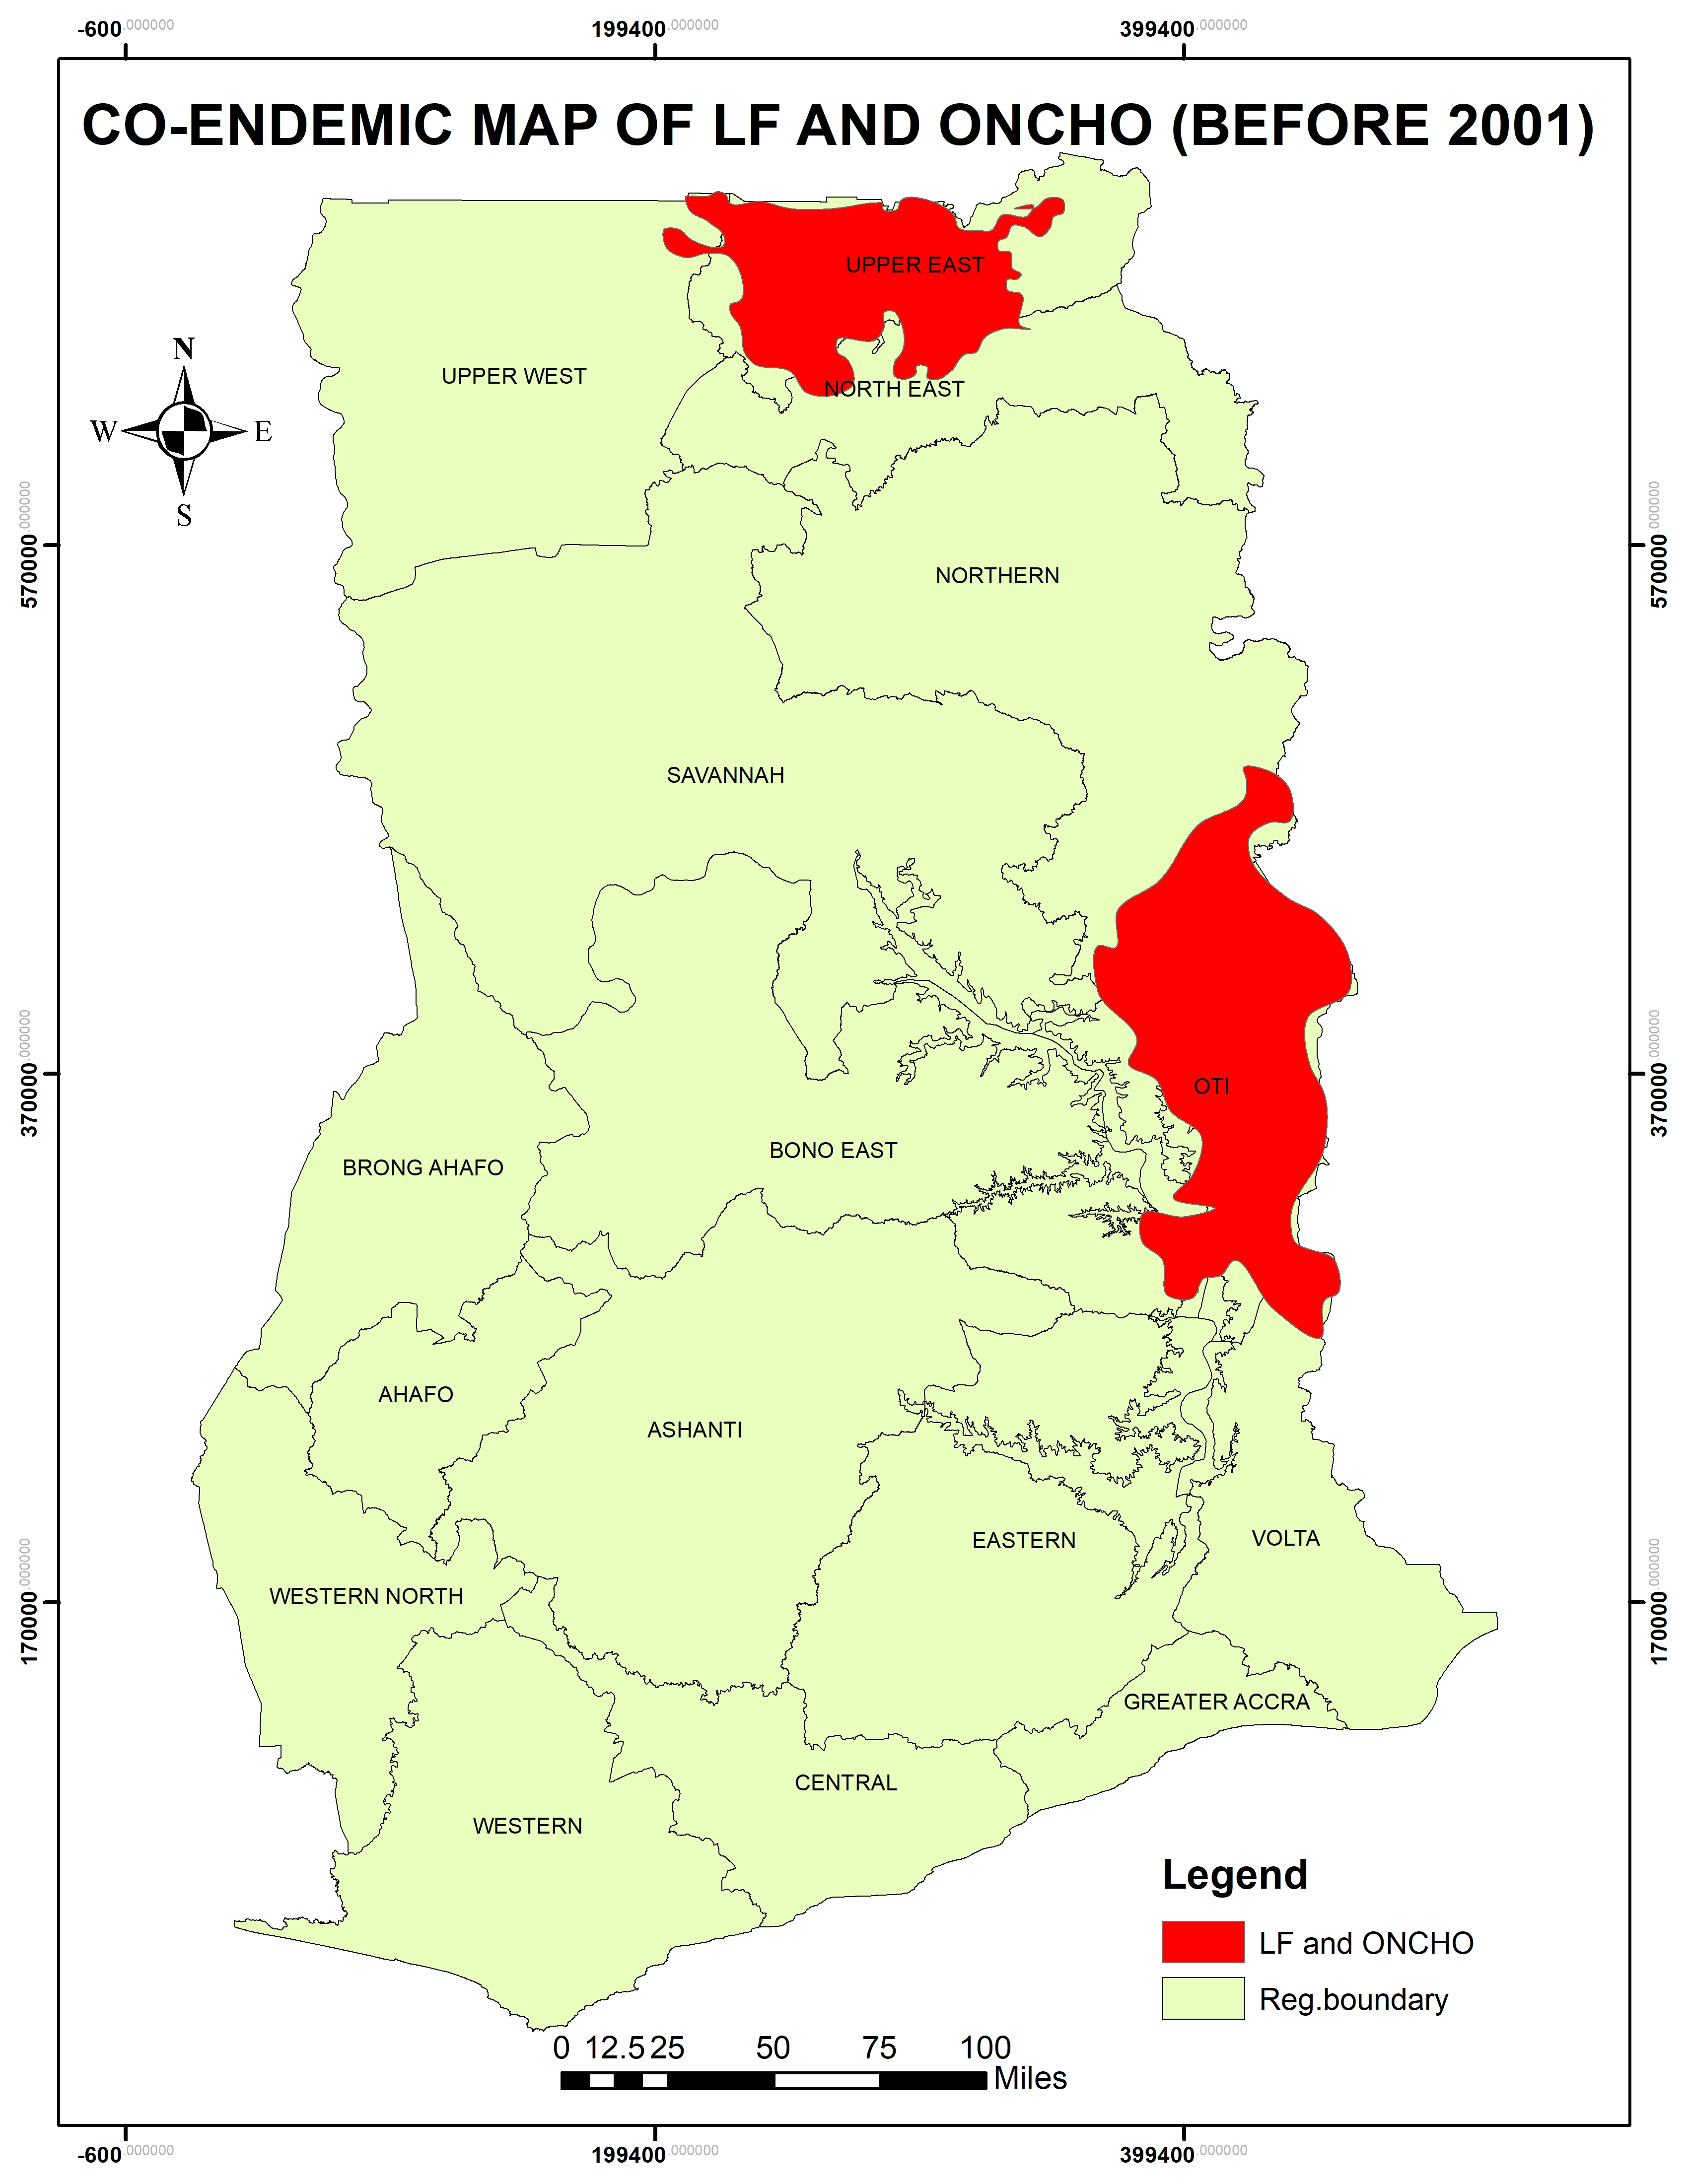 -600.000000 199400.000000 399400.000000
CO-ENDEMIC MAP OF LF AND ONCHO (BEFORE 2001)
UPPER EAST
N
UPPER WEST
NORTH EAST
W E
S
570000.000000 570000.000000
NORTHERN
SAVANNAH
370000.000000 370000.000000
OTI
BONO EAST
BRONG AHAFO
AHAFO
ASHANTI
EASTERN
VOLTA
WESTERN NORTH
170000.000000 170000.000000
GREATER ACCRA
CENTRAL
WESTERN
Legend
LF and ONCHO
Reg.boundary
0 12.5 25 50 75 100
Miles
-600.000000 199400.000000 399400.000000